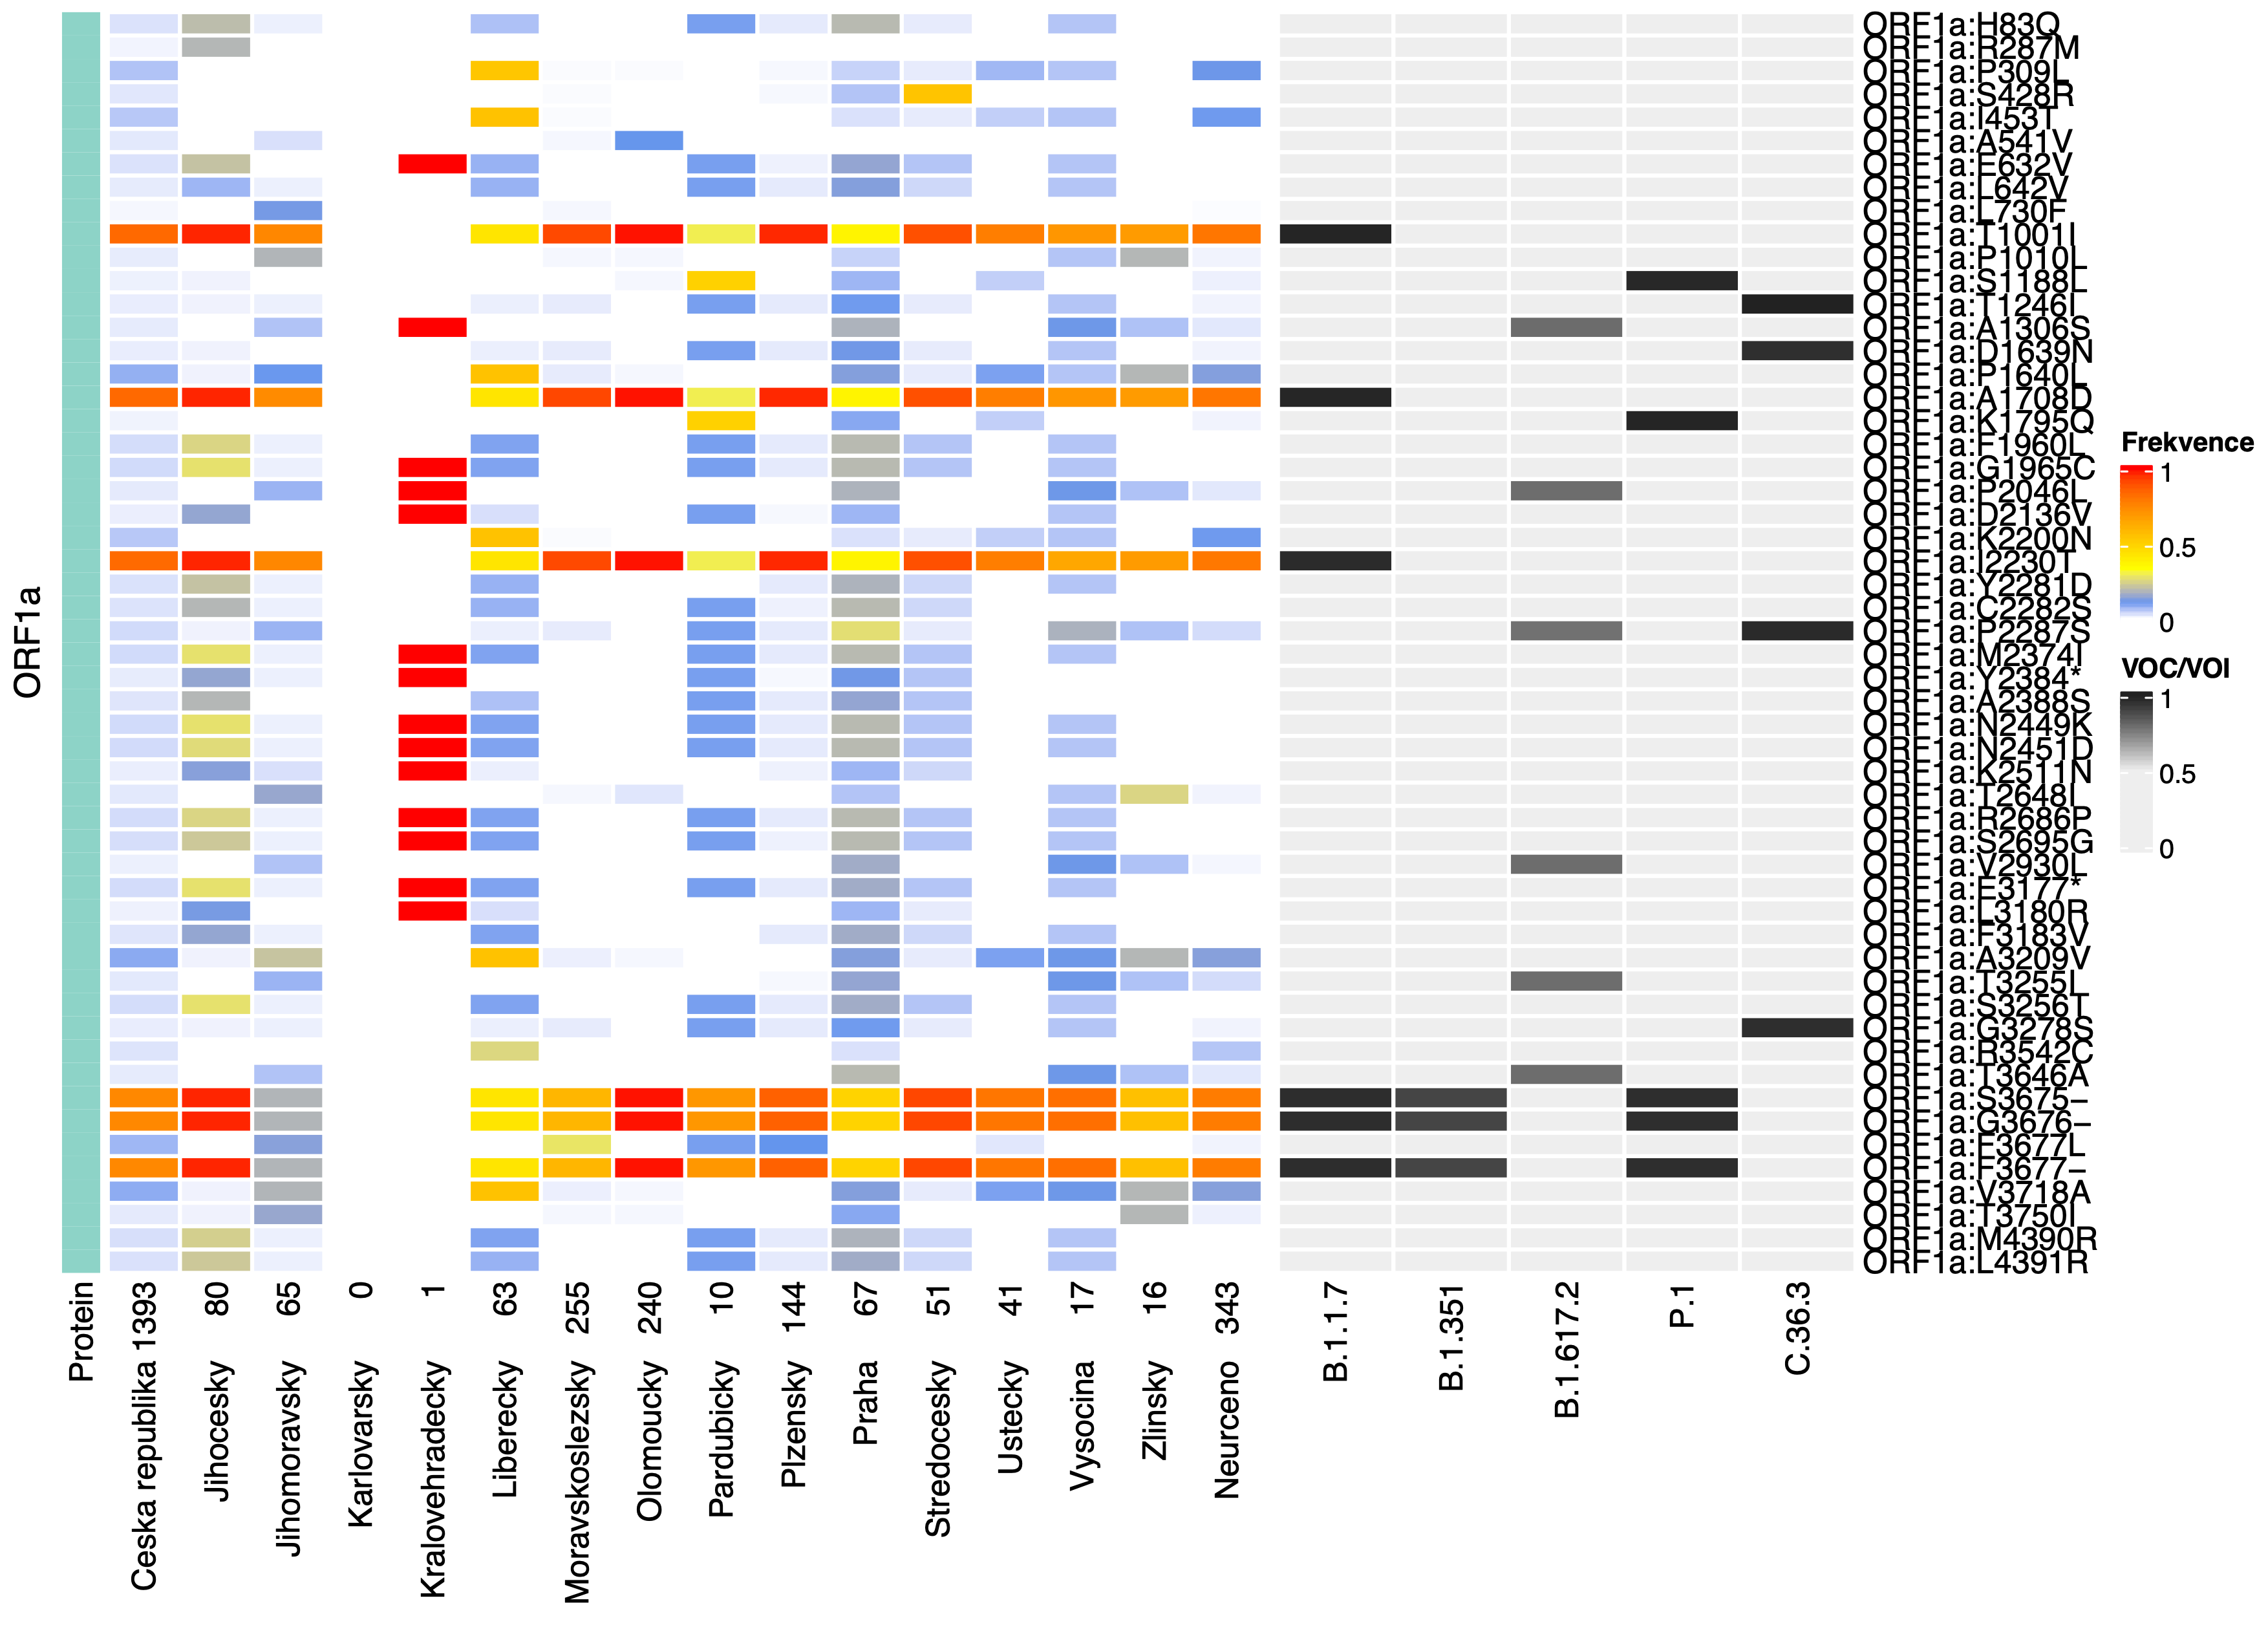 ORF1a
ORF1a:H83Q
ORF1a:R287M
ORF1a:P309L
ORF1a:S428R
ORF1a:I453T
ORF1a:A541V
ORF1a:E632V
ORF1a:L642V
ORF1a:L730F
ORF1a:T1001I
ORF1a:P1010L
ORF1a:S1188L
ORF1a:T1246I
ORF1a:A1306S
ORF1a:D1639N
ORF1a:P1640L
ORF1a:A1708D
ORF1a:K1795Q
ORF1a:F1960L
ORF1a:G1965C
ORF1a:P2046L
ORF1a:D2136V
ORF1a:K2200N
ORF1a:I2230T
ORF1a:Y2281D
ORF1a:C2282S
ORF1a:P2287S
ORF1a:M2374I
ORF1a:Y2384*
ORF1a:A2388S
ORF1a:N2449K
ORF1a:N2451D
ORF1a:K2511N
ORF1a:T2648I
ORF1a:R2686P
ORF1a:S2695G
ORF1a:V2930L
ORF1a:E3177*
ORF1a:L3180R
ORF1a:F3183V
ORF1a:A3209V
ORF1a:T3255I
ORF1a:S3256T
ORF1a:G3278S
ORF1a:R3542C
ORF1a:T3646A
ORF1a:S3675−
ORF1a:G3676−
ORF1a:F3677L
ORF1a:F3677−
ORF1a:V3718A
ORF1a:T3750I
ORF1a:M4390R
ORF1a:L4391R
Frekvence
1
0.5
0
VOC/VOI
1
0.5
0
Protein
Ceska republika 1393
Jihocesky 80
Jihomoravsky 65
Karlovarsky 0
Kralovehradecky 1
Liberecky 63
Moravskoslezsky 255
Olomoucky 240
Pardubicky 10
Plzensky 144
Praha 67
Stredocesky 51
Ustecky 41
Vysocina 17
Zlinsky 16
Neurceno 343
B.1.1.7
B.1.351
B.1.617.2
P.1
C.36.3